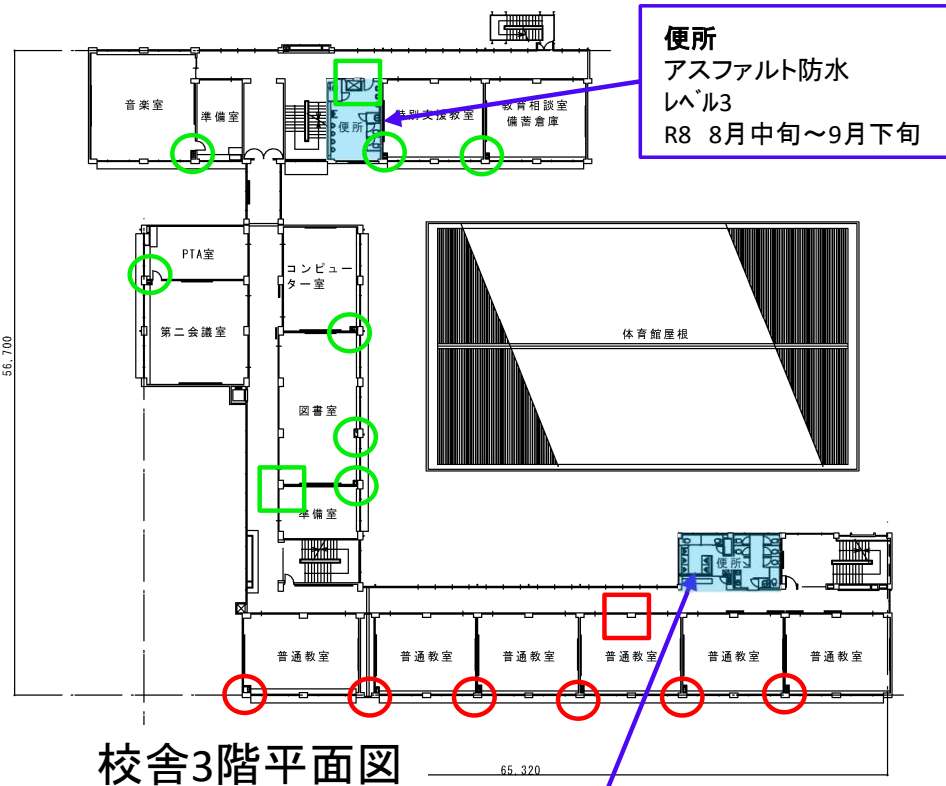 便所
アスファルト防水
ﾚﾍﾞﾙ3
R8 8月中旬～9月下旬
音楽室
準備室
便所
特別支援教室
教育相談室
備蓄倉庫
PTA室
コンピュー
ター室
第二会議室
体育館屋根
図書室
準備室
56.700
便所
普通教室
普通教室
普通教室
普通教室
普通教室
普通教室
校舎3階平面図
65.320